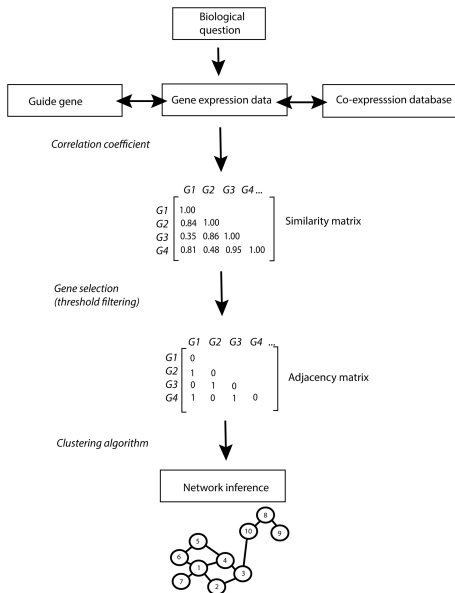 Biological
question
Guide gene
Gene expression data
Co-expresssion database
Correlation coefficient
G1 G2 G3 G4 ...
G1 1.00
G2 0.84 1.00
G3 0.35 0.86 1.00
G4 0.81 0.48 0.95 1.00
Similarity matrix
Gene selection
(threshold filtering)
G1 G2 G3 G4 ...
G1 0
G2 1 0
G3 0 1 0
G4 1 0 1 0
Adjacency matrix
Clustering algorithm
Network inference
8
10
9
5
6
4
1
3
7
2